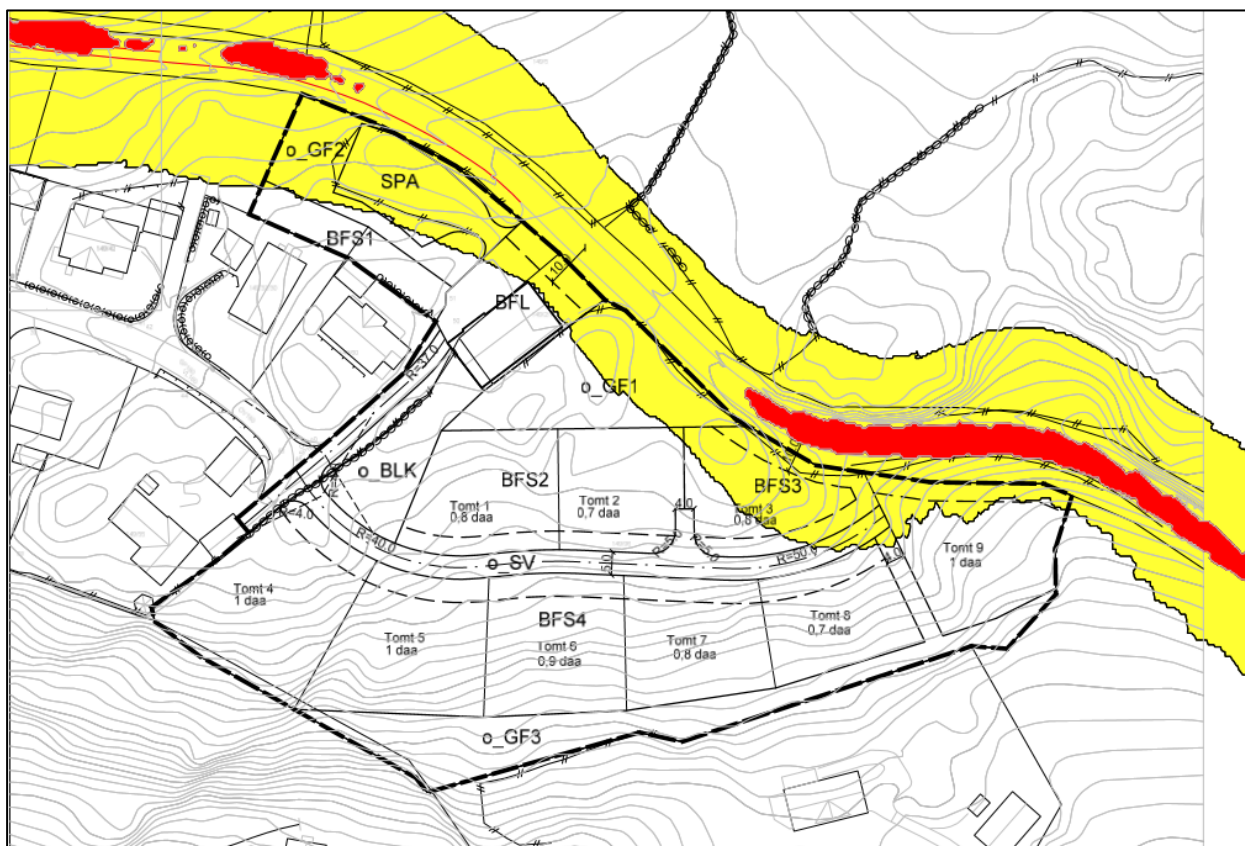 o_GF2
SPA
BFS1
10.0
BFL
R=37.0
o_GF1
o_BLK
BFS2
BFS3
Tomt 1
0,8 daa
Tomt 2
0,7 daa
4.0
Tomt 3
0,8 daa
R=4.0
R=40.0
o_SV
5.0
R=50.0
4.0
Tomt 9
1 daa
Tomt 4
1 daa
Tomt 5
1 daa
BFS4
Tomt 6
0,9 daa
Tomt 7
0,8 daa
Tomt 8
0,7 daa
o_GF3